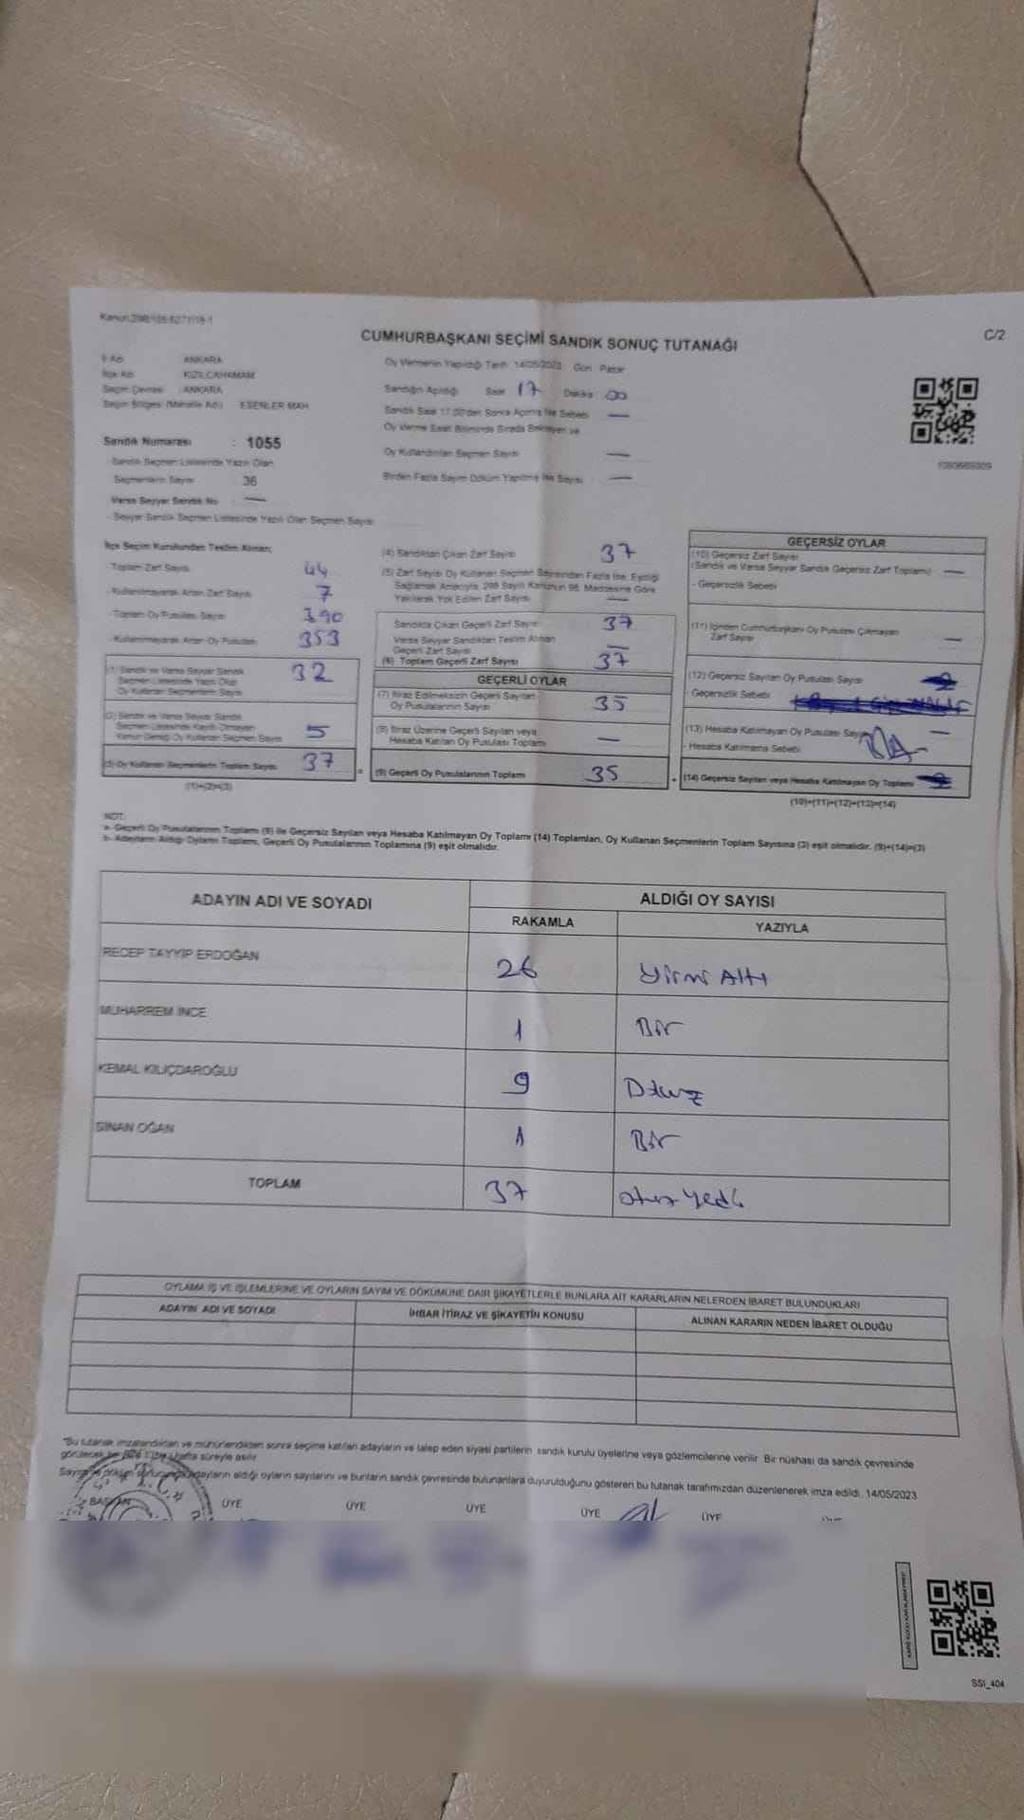 CUMHURBAŞKANI SEÇİMİ SANDIK SONUÇ TUTANAĞI
C/2
İl Adı ANKARA
İlçe Adı KIZILCAHAMAM
Seçim Çevresi ANKARA
Seçim Bölgesi (Mahalle Adı) ESENLER MAH
Oy Vermenin Yapıldığı Tarih 14/05/2023 Gün Pazar
Sandığın Açıldığı Saat 17 Dakika 00
Sandık Saat 17.00'den Sonra Açılmış İse Sebebi —
Oy Verme Saati Bitiminde Sırada Bekleyen ve
Oy Kullandırılan Seçmen Sayısı —
Birden Fazla Sayım Döküm Yapılmış İse Sayısı —
Sandık Numarası : 1055
Sandık Seçmen Listesinde Yazılı Olan
Seçmenlerin Sayısı 36
Varsa Seyyar Sandık No —
Seyyar Sandık Seçmen Listesinde Yazılı Olan Seçmen Sayısı
İlçe Seçim Kurulundan Teslim Alınan;
Toplam Zarf Sayısı 44
- Kullanılmayarak Artan Zarf Sayısı 7
Toplam Oy Pusulası Sayısı 390
- Kullanılmayarak Artan Oy Pusulası 353
(1) Sandık ve Varsa Seyyar Sandık
Seçmen Listesinde Yazılı Olup
Oy Kullanan Seçmenlerin Sayısı 32
(2) Sandık ve Varsa Seyyar Sandık
Seçmen Listesinde Kayıtlı Olmayan
Kanun Gereği Oy Kullanan Seçmen Sayısı 5
(3) Oy Kullanan Seçmenlerin Toplam Sayısı 37
(1)+(2)=(3)
(4) Sandıktan Çıkan Zarf Sayısı 37
(5) Zarf Sayısı Oy Kullanan Seçmen Sayısından Fazla İse, Eşitliği
Sağlamak Amacıyla, 298 Sayılı Kanunun 98. Maddesine Göre
Yakılarak Yok Edilen Zarf Sayısı —
Sandıkta Çıkan Geçerli Zarf Sayısı 37
Varsa Seyyar Sandıktan Teslim Alınan
Geçerli Zarf Sayısı —
(6) Toplam Geçerli Zarf Sayısı 37
GEÇERLİ OYLAR
(7) İtiraz Edilmeksizin Geçerli Sayılan
Oy Pusulalarının Sayısı 35
(8) İtiraz Üzerine Geçerli Sayılan veya
Hesaba Katılan Oy Pusulası Toplamı —
(9) Geçerli Oy Pusulalarının Toplamı 35
GEÇERSİZ OYLAR
(10) Geçersiz Zarf Sayısı
(Sandık ve Varsa Seyyar Sandık Geçersiz Zarf Toplamı) —
- Geçersizlik Sebebi
(11) İçinden Cumhurbaşkanı Oy Pusulası Çıkmayan
Zarf Sayısı —
(12) Geçersiz Sayılan Oy Pusulası Sayısı
Geçersizlik Sebebi
(13) Hesaba Katılmayan Oy Pusulası Sayısı —
- Hesaba Katılmama Sebebi
(14) Geçersiz Sayılan veya Hesaba Katılmayan Oy Toplamı
(10)+(11)+(12)+(13)=(14)
NOT:
a- Geçerli Oy Pusulalarının Toplamı (9) ile Geçersiz Sayılan veya Hesaba Katılmayan Oy Toplamı (14) Toplamları, Oy Kullanan Seçmenlerin Toplam Sayısına (3) eşit olmalıdır. (9)+(14)=(3)
b- Adayların Aldığı Oyların Toplamı, Geçerli Oy Pusulalarının Toplamına (9) eşit olmalıdır.
ADAYIN ADI VE SOYADI ALDIĞI OY SAYISI
RAKAMLA YAZIYLA
RECEP TAYYİP ERDOĞAN 26 Yirmi Altı
MUHARREM İNCE 1 Bir
KEMAL KILIÇDAROĞLU 9 Dokuz
SİNAN OĞAN 1 Bir
TOPLAM 37 otuz yedi
OYLAMA İŞ VE İŞLEMLERİNE VE OYLARIN SAYIM VE DÖKÜMÜNE DAİR ŞİKAYETLERLE BUNLARA AİT KARARLARIN NELERDEN İBARET BULUNDUKLARI
ADAYIN ADI VE SOYADI İHBAR İTİRAZ VE ŞİKAYETİN KONUSU ALINAN KARARIN NEDEN İBARET OLDUĞU
"Bu tutanak imzalandıktan ve mühürlendikten sonra seçime katılan adayların ve talep eden siyasi partilerin sandık kurulu üyelerine veya gözlemcilerine verilir. Bir nüshası da sandık çevresinde
görülecek bir yere 1 hafta süreyle asılır
Sayım ve döküm sonucu adayların aldığı oyların sayılarını ve bunların sandık çevresinde bulunanlara duyurulduğunu gösteren bu tutanak tarafımızdan düzenlenerek imza edildi. 14/05/2023
T.C.
BAŞKAN ÜYE ÜYE ÜYE ÜYE ÜYE
SSI_404